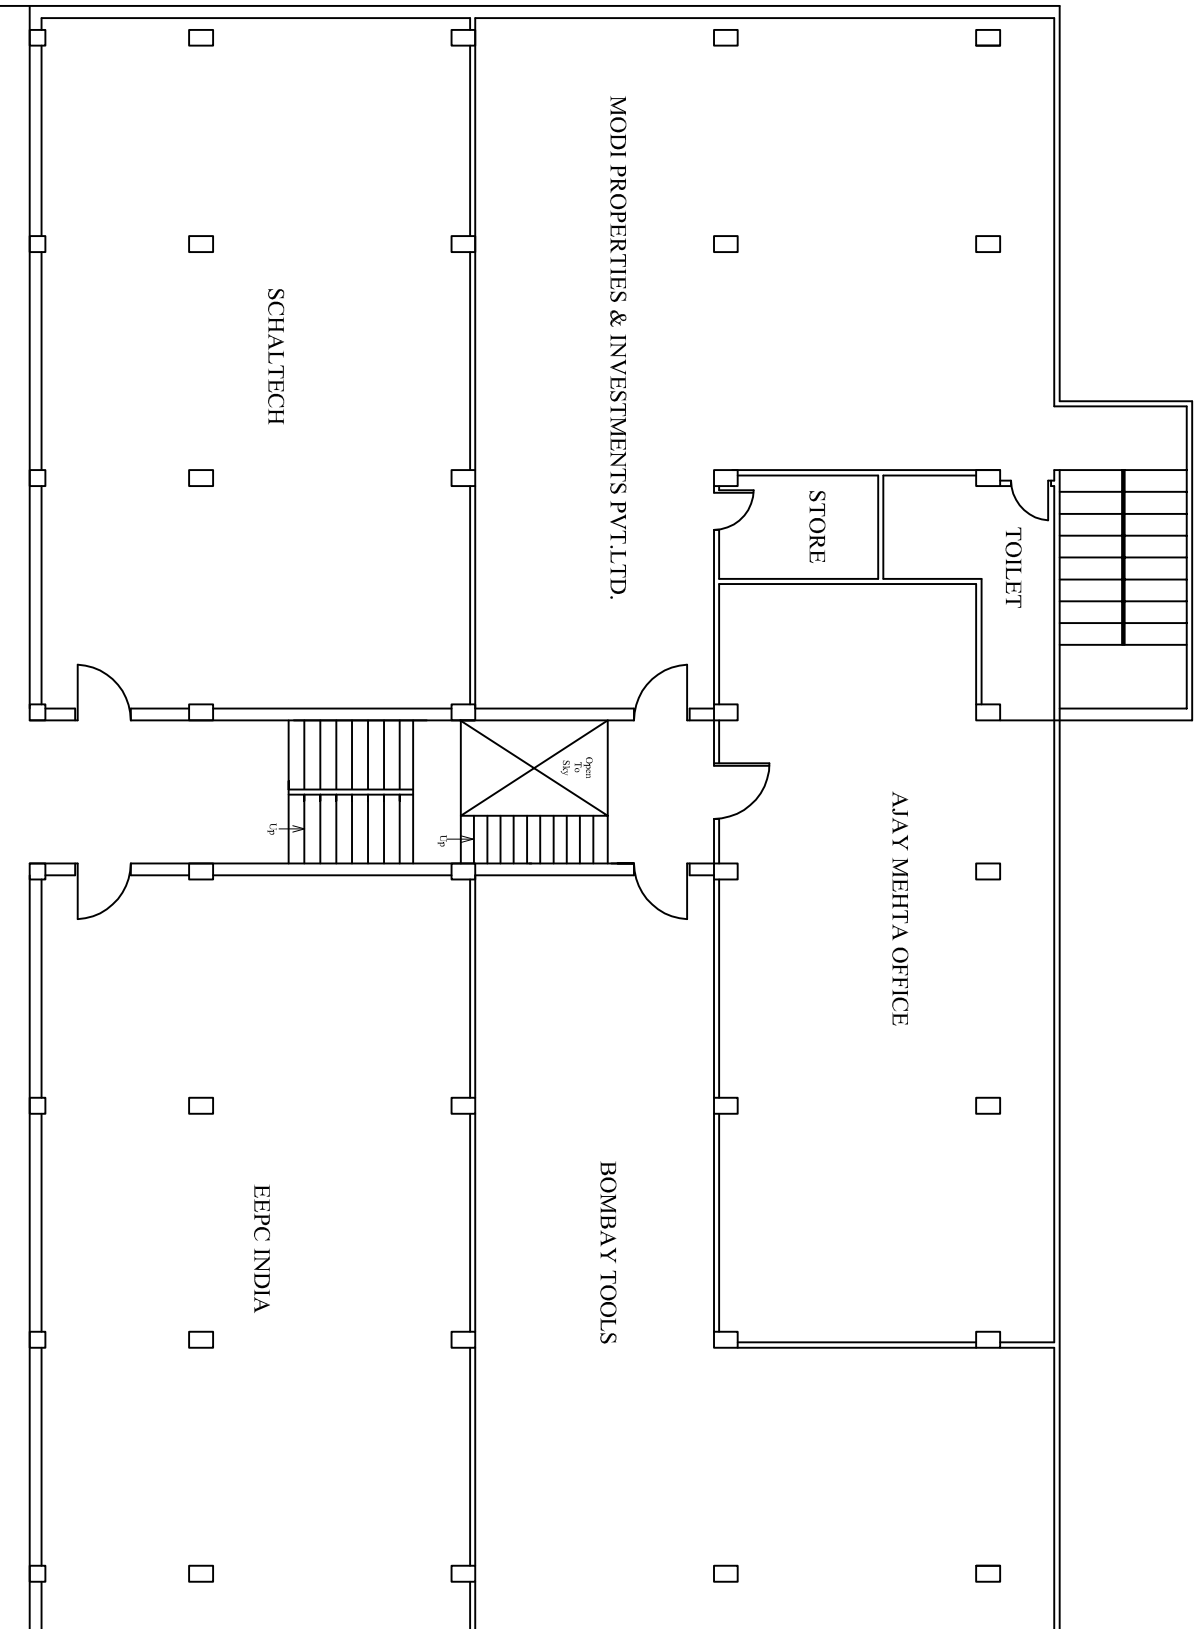 MODI PROPERTIES & INVESTMENTS PVT.LTD.
SCHALTECH
STORE
TOILET
Open
To
Sky
Up
Up
AJAY MEHTA OFFICE
BOMBAY TOOLS
EEPC INDIA